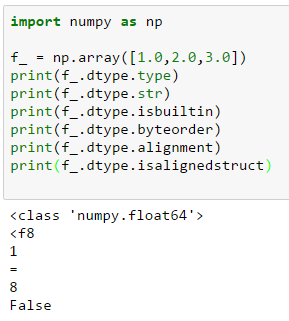 import numpy as np
f_ = np.array([1.0,2.0,3.0])
print(f_.dtype.type)
print(f_.dtype.str)
print(f_.dtype.isbuiltin)
print(f_.dtype.byteorder)
print(f_.dtype.alignment)
print(f_.dtype.isalignedstruct)
<class 'numpy.float64'>
<f8
1
=
8
False